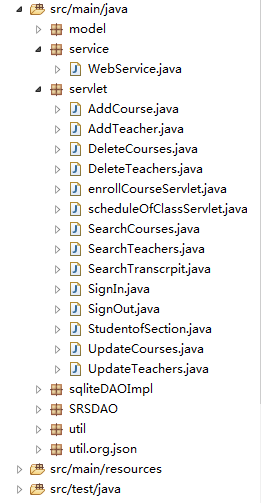 src/main/java
model
service
WebService.java
servlet
AddCourse.java
AddTeacher.java
DeleteCourses.java
DeleteTeachers.java
enrollCourseServlet.java
scheduleOfClassServlet.java
SearchCourses.java
SearchTeachers.java
SearchTranscrpit.java
SignIn.java
SignOut.java
StudentofSection.java
UpdateCourses.java
UpdateTeachers.java
sqliteDAOImpl
SRSDAO
util
util.org.json
src/main/resources
src/test/java